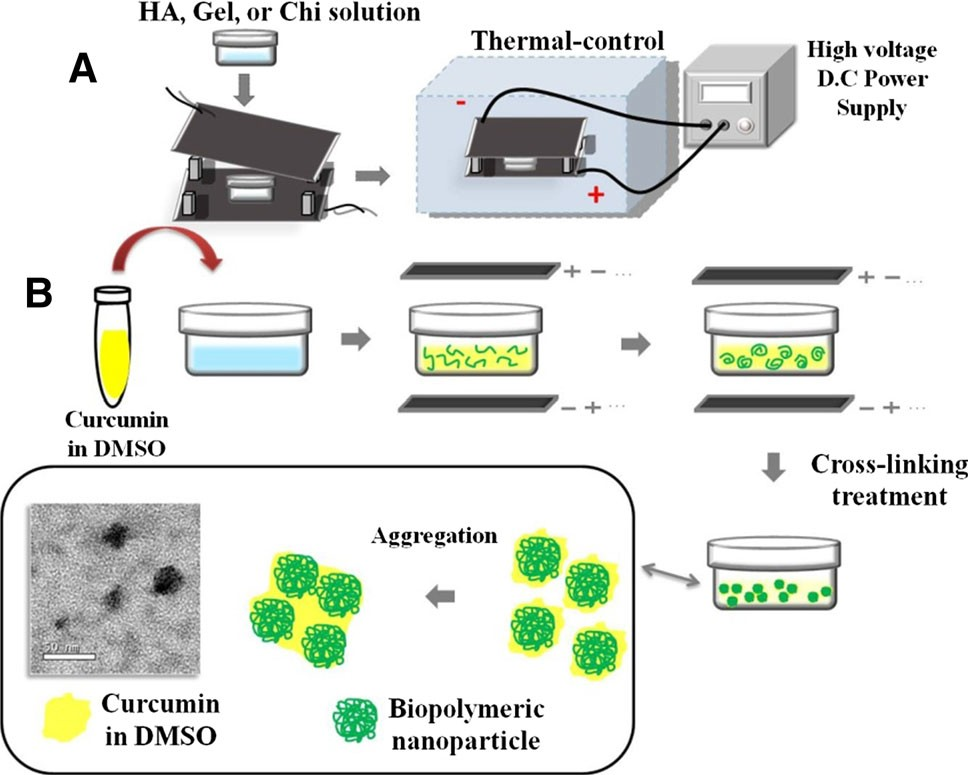 HA, Gel, or Chi solution
A
Thermal-control
High voltage
D.C Power
Supply
-
+
B
+ - ...
+ - ...
Curcumin
in DMSO
- + ...
- + ...
Cross-linking
treatment
Aggregation
nm
Curcumin
in DMSO
Biopolymeric
nanoparticle